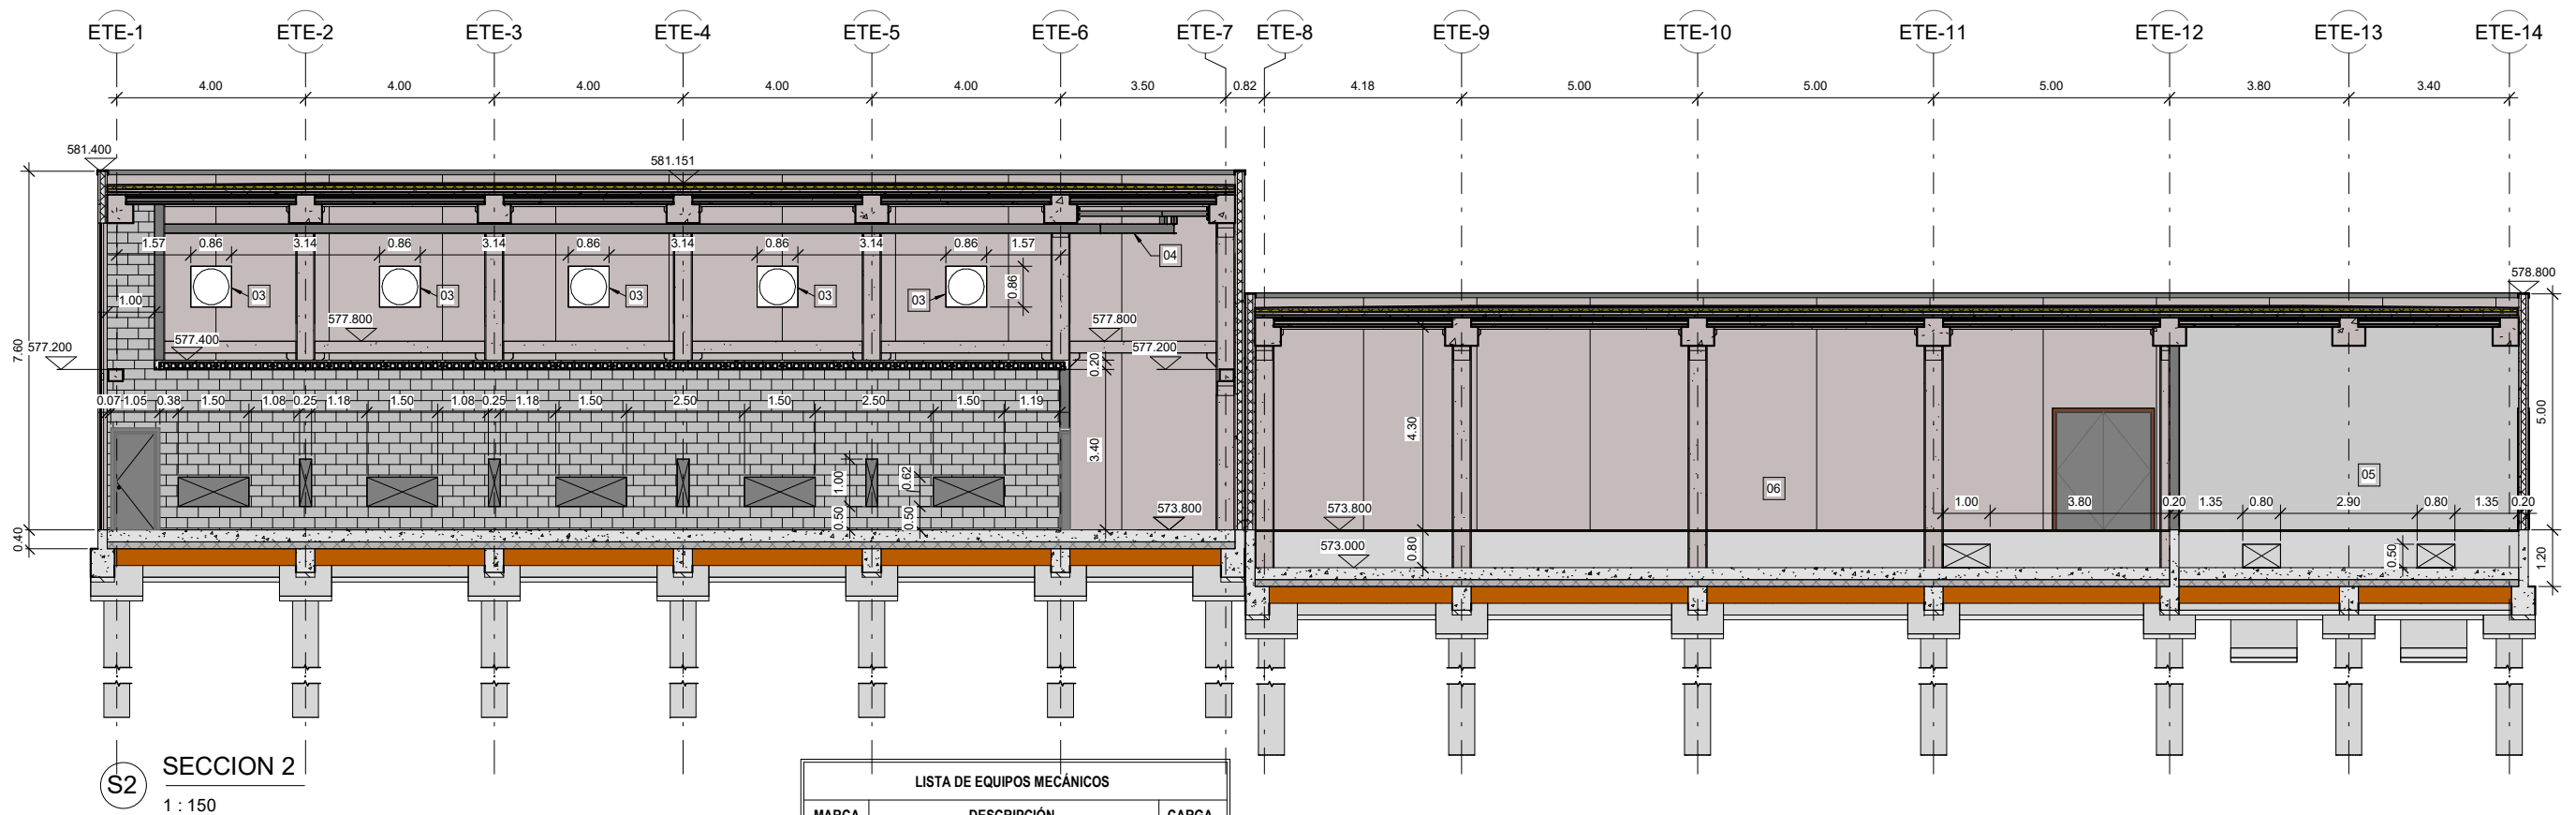 ETE-1 ETE-2 ETE-3 ETE-4 ETE-5 ETE-6 ETE-7 ETE-8 ETE-9 ETE-10 ETE-11 ETE-12 ETE-13 ETE-14
4.00 4.00 4.00 4.00 4.00 3.50 0.82 4.18 5.00 5.00 5.00 3.80 3.40
581.400 581.151
1.57 0.86 3.14 0.86 3.14 0.86 3.14 0.86 3.14 0.86 1.57
04
578.800
03 03 03 03 03 0.86
1.00
577.800 577.800
577.400 577.200
7.60
577.200
0.20
0.07 1.05 0.38 1.50 1.08 0.25 1.18 1.50 1.08 0.25 1.18 1.50 2.50 1.50 2.50 1.50 1.19
5.00
4.30
3.40
1.00 0.62
05
06
0.50 0.50
573.800 573.800
1.00 3.80 0.20 1.35 0.80 2.90 0.80 1.35 0.20
0.40
573.000 0.80
0.50
1.20
S2
SECCION 2
1 : 150
LISTA DE EQUIPOS MECÁNICOS
MARCA DESCRIPCIÓN CARGA